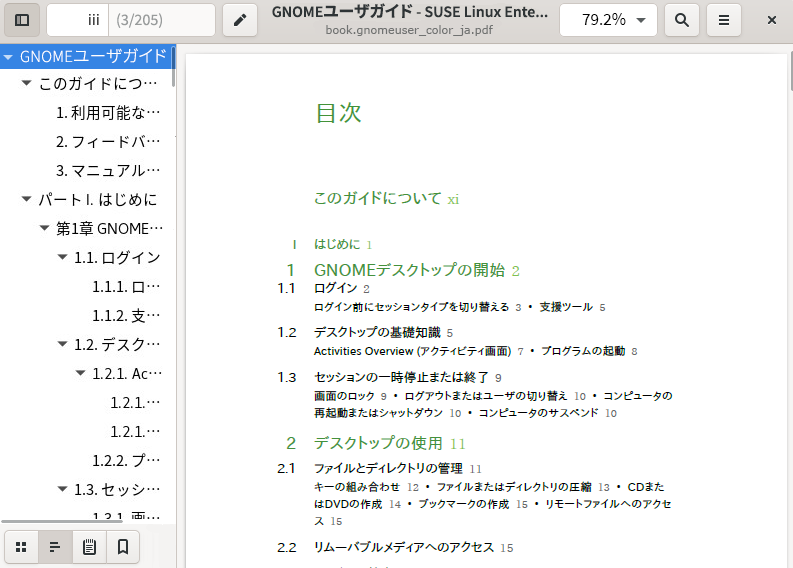 iii (3/205)
GNOMEユーザガイド - SUSE Linux Ente...
book.gnomeuser_color_ja.pdf
79.2%
GNOMEユーザガイド
このガイドにつ…
1. 利用可能な…
2. フィードバ…
3. マニュアル…
パート I. はじめに
第1章 GNOME…
1.1. ログイン
1.1.1. ロ…
1.1.2. 支…
1.2. デスク…
1.2.1. Ac…
1.2.1.…
1.2.1.…
1.2.2. プ…
1.3. セッシ…
1.3.1. 画…
目次
このガイドについて xi
I はじめに 1
1 GNOMEデスクトップの開始 2
1.1 ログイン 2
ログイン前にセッションタイプを切り替える 3 • 支援ツール 5
1.2 デスクトップの基礎知識 5
Activities Overview (アクティビティ画面) 7 • プログラムの起動 8
1.3 セッションの一時停止または終了 9
画面のロック 9 • ログアウトまたはユーザの切り替え 10 • コンピュータの
再起動またはシャットダウン 10 • コンピュータのサスペンド 10
2 デスクトップの使用 11
2.1 ファイルとディレクトリの管理 11
キーの組み合わせ 12 • ファイルまたはディレクトリの圧縮 13 • CDまた
はDVDの作成 14 • ブックマークの作成 15 • リモートファイルへのアクセ
ス 15
2.2 リムーバブルメディアへのアクセス 15